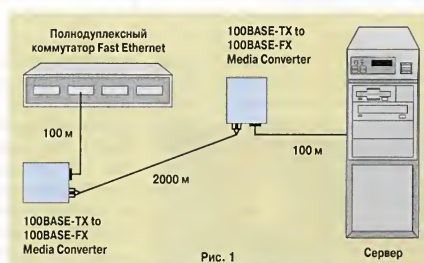 Полнодуплексный
коммутатор Fast Ethernet
100BASE-TX to
100BASE-FX
Media Converter
100 м
100 м
2000 м
100BASE-TX to
100BASE-FX
Media Converter
Рис. 1
Сервер